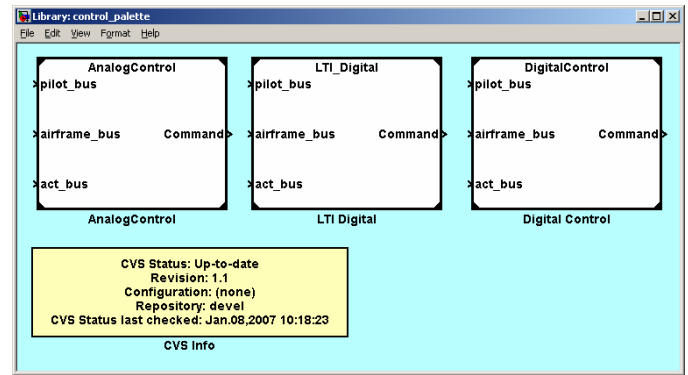 Library: control_palette
File Edit View Format Help
AnalogControl LTI_Digital DigitalControl
pilot_bus pilot_bus pilot_bus
airframe_bus Command airframe_bus Command airframe_bus Command
act_bus act_bus act_bus
AnalogControl LTI Digital Digital Control
CVS Status: Up-to-date
Revision: 1.1
Configuration: (none)
Repository: devel
CVS Status last checked: Jan.08,2007 10:18:23
CVS Info